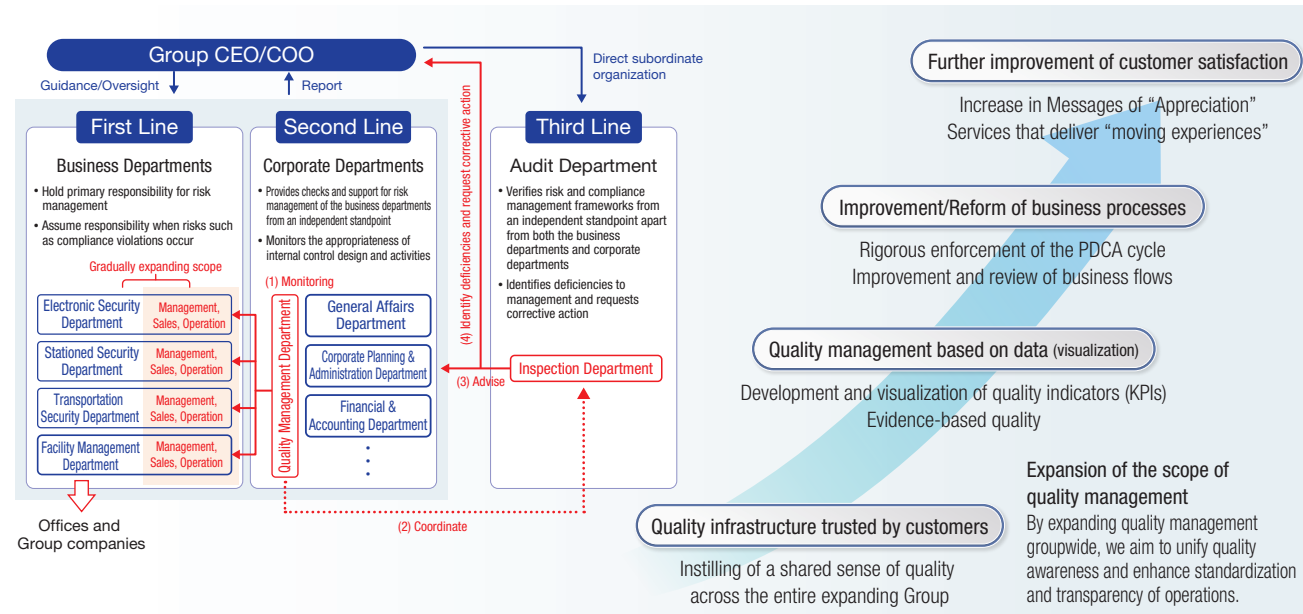 Group CEO/COO
Guidance/Oversight
Report
Direct subordinate
organization
First Line
Business Departments
• Hold primary responsibility for risk
management
• Assume responsibility when risks such
as compliance violations occur
Gradually expanding scope
Electronic Security
Department
Management,
Sales, Operation
Stationed Security
Department
Management,
Sales, Operation
Transportation
Security Department
Management,
Sales, Operation
Facility Management
Department
Management,
Sales, Operation
Offices and
Group companies
Second Line
Corporate Departments
• Provides checks and support for risk
management of the business departments
from an independent standpoint
• Monitors the appropriateness of
internal control design and activities
(1) Monitoring
Quality Management Department
General Affairs
Department
Corporate Planning &
Administration Department
Financial &
Accounting Department
(2) Coordinate
(3) Advise
(4) Identify deficiencies and request corrective action
Third Line
Audit Department
• Verifies risk and compliance
management frameworks from
an independent standpoint apart
from both the business
departments and corporate
departments
• Identifies deficiencies to
management and requests
corrective action
Inspection Department
Further improvement of customer satisfaction
Increase in Messages of “Appreciation”
Services that deliver “moving experiences”
Improvement/Reform of business processes
Rigorous enforcement of the PDCA cycle
Improvement and review of business flows
Quality management based on data (visualization)
Development and visualization of quality indicators (KPIs)
Evidence-based quality
Quality infrastructure trusted by customers
Instilling of a shared sense of quality
across the entire expanding Group
Expansion of the scope of
quality management
By expanding quality management
groupwide, we aim to unify quality
awareness and enhance standardization
and transparency of operations.